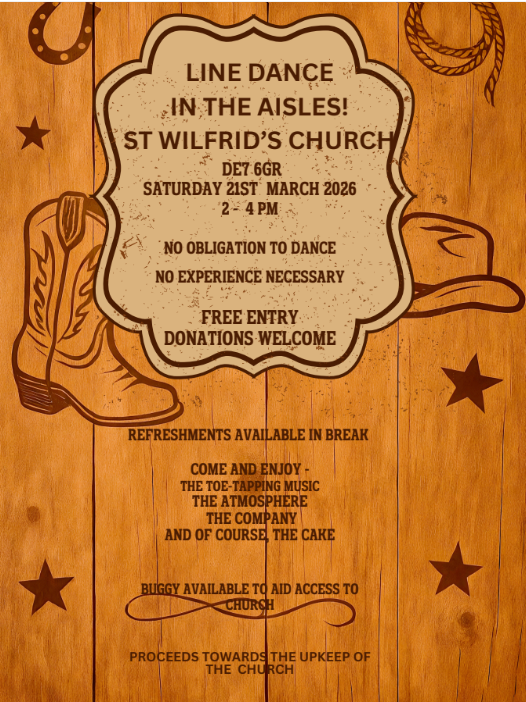 LINE DANCE
IN THE AISLES!
ST WILFRID'S CHURCH
DE7 6GR
SATURDAY 21ST MARCH 2026
2 - 4 PM
NO OBLIGATION TO DANCE
NO EXPERIENCE NECESSARY
FREE ENTRY
DONATIONS WELCOME
REFRESHMENTS AVAILABLE IN BREAK
COME AND ENJOY -
THE TOE-TAPPING MUSIC
THE ATMOSPHERE
THE COMPANY
AND OF COURSE, THE CAKE
BUGGY AVAILABLE TO AID ACCESS TO
CHURCH
PROCEEDS TOWARDS THE UPKEEP OF
THE CHURCH